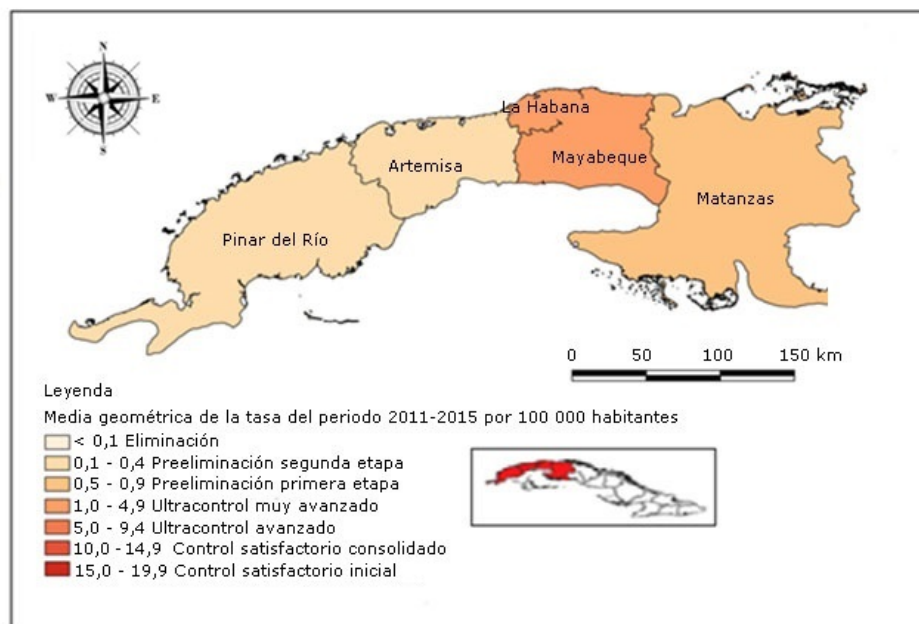 N
W
E
S
La Habana
Artemisa
Mayabeque
Matanzas
Pinar del Río
0 50 100 150 km
Leyenda
Media geométrica de la tasa del periodo 2011-2015 por 100 000 habitantes
< 0,1 Eliminación
0,1 - 0,4 Preeliminación segunda etapa
0,5 - 0,9 Preeliminación primera etapa
1,0 - 4,9 Ultracontrol muy avanzado
5,0 - 9,4 Ultracontrol avanzado
10,0 - 14,9 Control satisfactorio consolidado
15,0 - 19,9 Control satisfactorio inicial